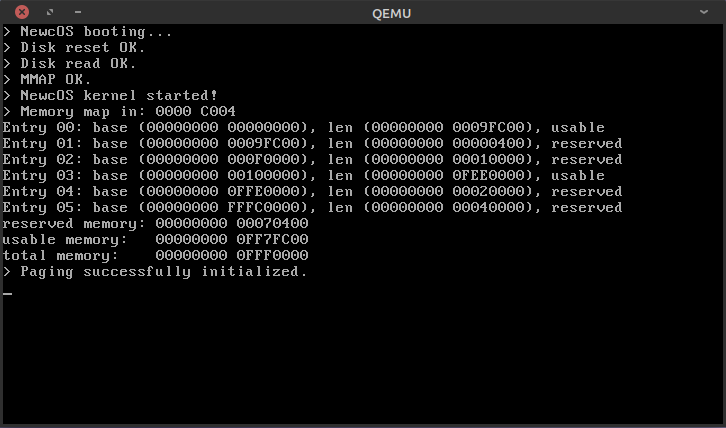 QEMU
> NewcOS booting...
> Disk reset OK.
> Disk read OK.
> MMAP OK.
> NewcOS kernel started!
> Memory map in: 0000 C004
Entry 00: base (00000000 00000000), len (00000000 0009FC00), usable
Entry 01: base (00000000 0009FC00), len (00000000 00000400), reserved
Entry 02: base (00000000 000F0000), len (00000000 00010000), reserved
Entry 03: base (00000000 00100000), len (00000000 0FEE0000), usable
Entry 04: base (00000000 0FFE0000), len (00000000 00020000), reserved
Entry 05: base (00000000 FFFC0000), len (00000000 00040000), reserved
reserved memory: 00000000 00070400
usable memory:   00000000 0FF7FC00
total memory:    00000000 0FFF0000
> Paging successfully initialized.